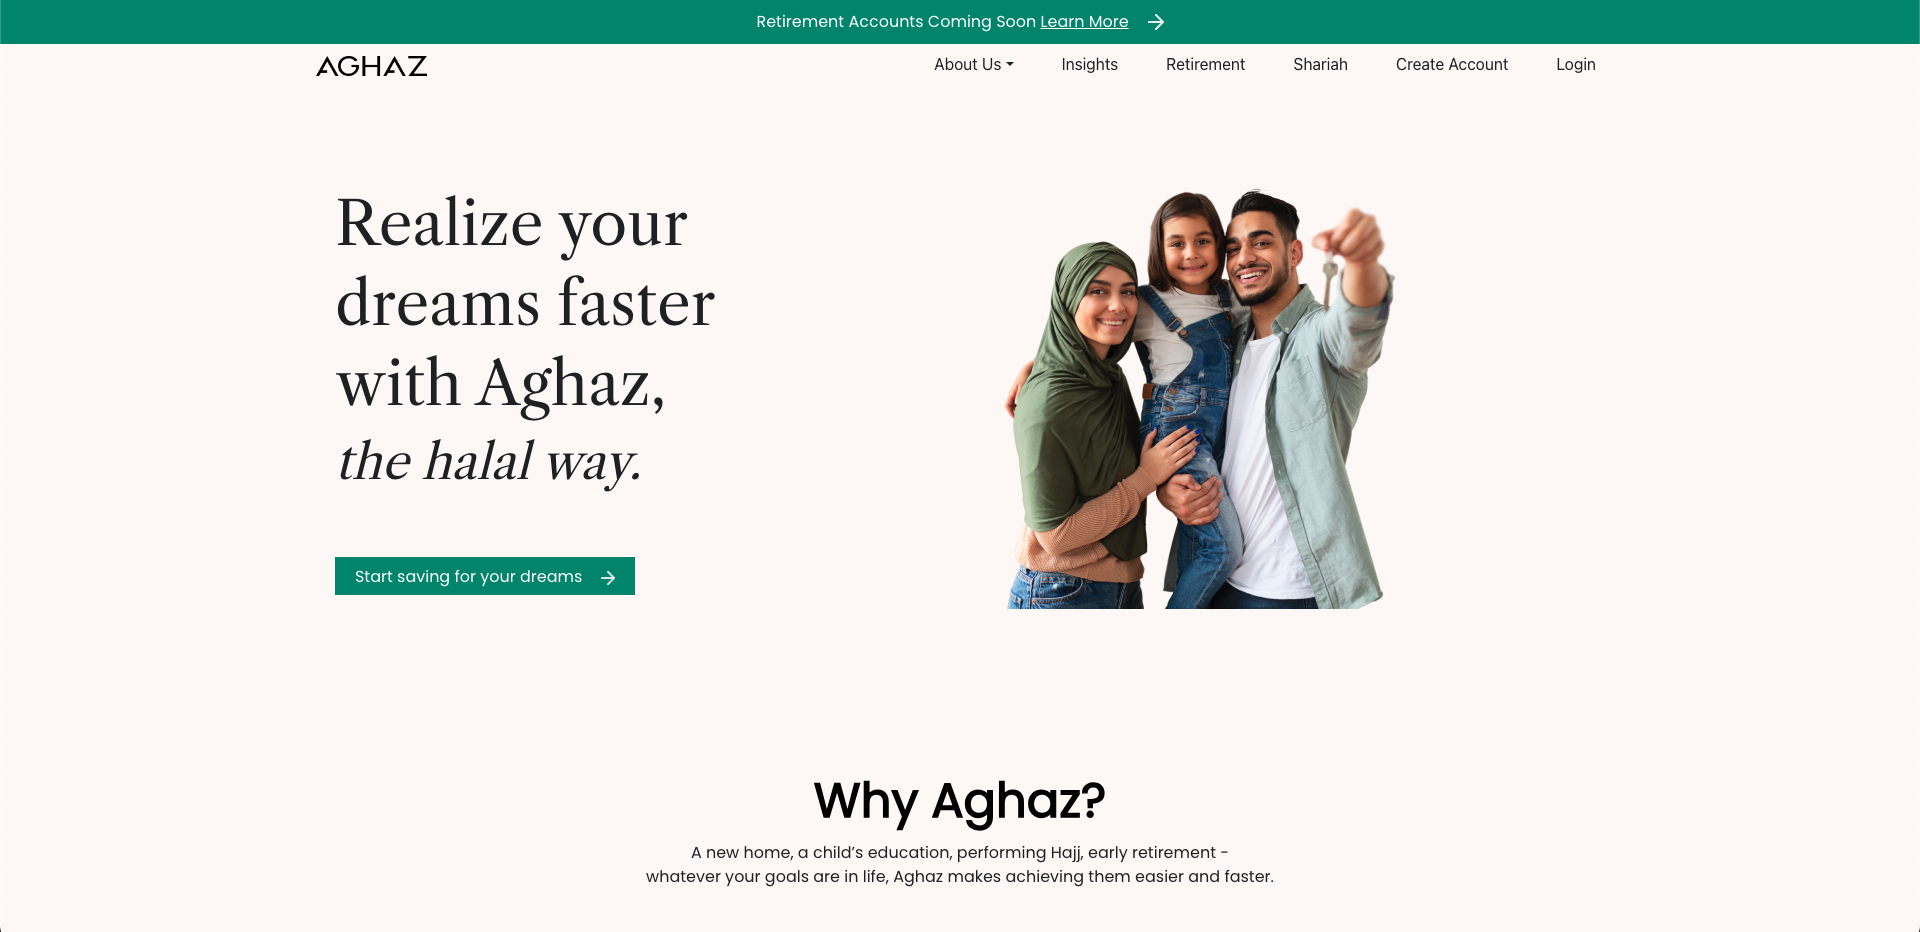 Retirement Accounts Coming Soon Learn More
AGHAZ
About Us
Insights
Retirement
Shariah
Create Account
Login
Realize your
dreams faster
with Aghaz,
the halal way.
Start saving for your dreams
Why Aghaz?
A new home, a child’s education, performing Hajj, early retirement -
whatever your goals are in life, Aghaz makes achieving them easier and faster.